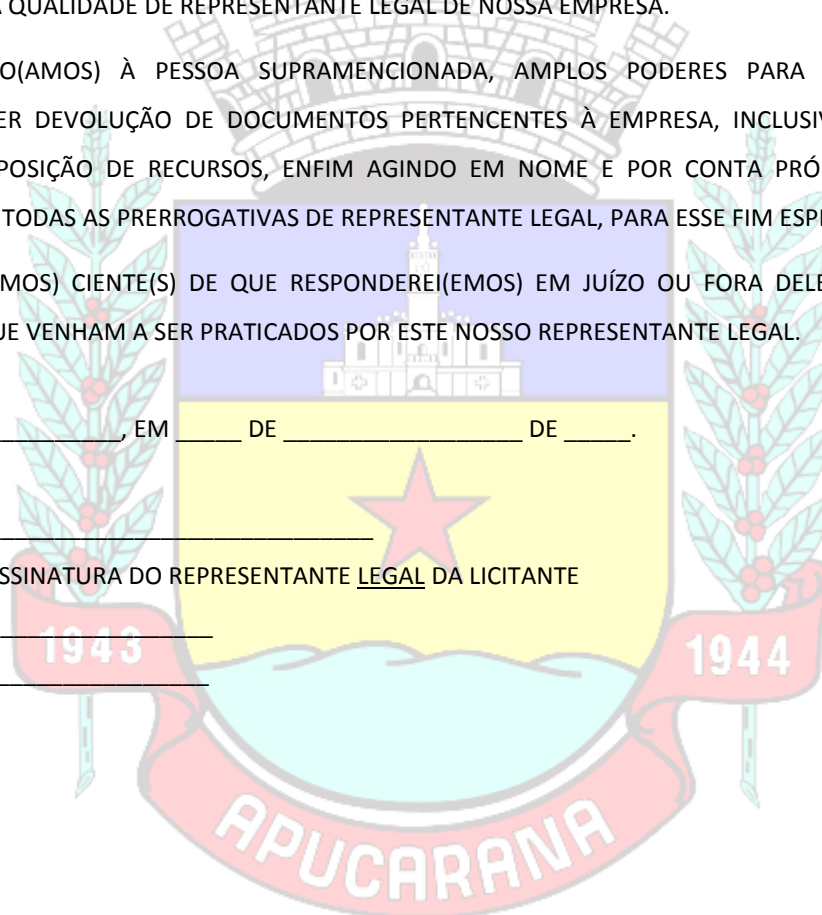 A QUALIDADE DE REPRESENTANTE LEGAL DE NOSSA EMPRESA.
O(AMOS) À PESSOA SUPRAMENCIONADA, AMPLOS PODERES PARA
ER DEVOLUÇÃO DE DOCUMENTOS PERTENCENTES À EMPRESA, INCLUSIV
POSIÇÃO DE RECURSOS, ENFIM AGINDO EM NOME E POR CONTA PRÓ
TODAS AS PRERROGATIVAS DE REPRESENTANTE LEGAL, PARA ESSE FIM ESP
MOS) CIENTE(S) DE QUE RESPONDEREI(EMOS) EM JUÍZO OU FORA DELE
UE VENHAM A SER PRATICADOS POR ESTE NOSSO REPRESENTANTE LEGAL.
__________, EM _____ DE __________________ DE _____.
SSINATURA DO REPRESENTANTE LEGAL DA LICITANTE
1943
1944
APUCARANA